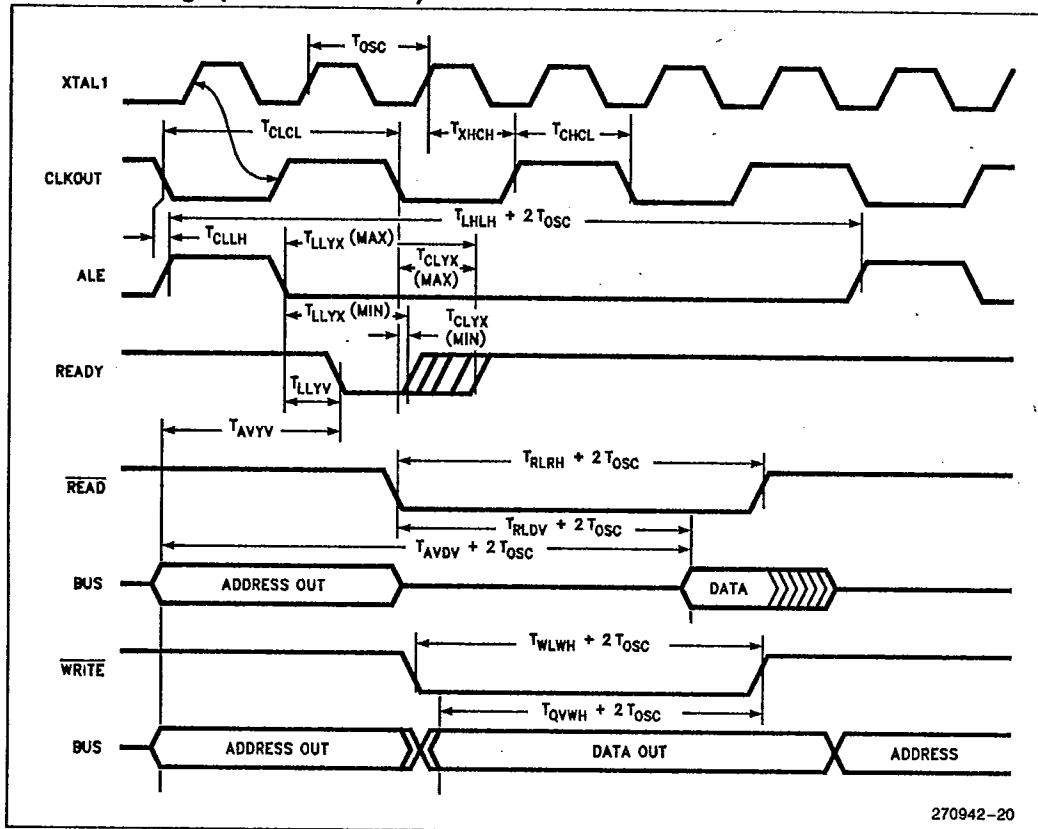 T_OSC
XTAL1
T_CLCL
T_XHCH
T_CHCL
CLKOUT
T_LHLH + 2 T_OSC
T_CLLH
T_LLYX (MAX)
T_CLYX
(MAX)
ALE
T_LLYX (MIN)
T_CLYX
(MIN)
READY
T_LLYV
T_AVYV
T_RLRH + 2 T_OSC
READ
T_RLDV + 2 T_OSC
T_AVDV + 2 T_OSC
BUS
ADDRESS OUT
DATA
T_WLWH + 2 T_OSC
WRITE
T_QVWH + 2 T_OSC
BUS
ADDRESS OUT
DATA OUT
ADDRESS
270942-20